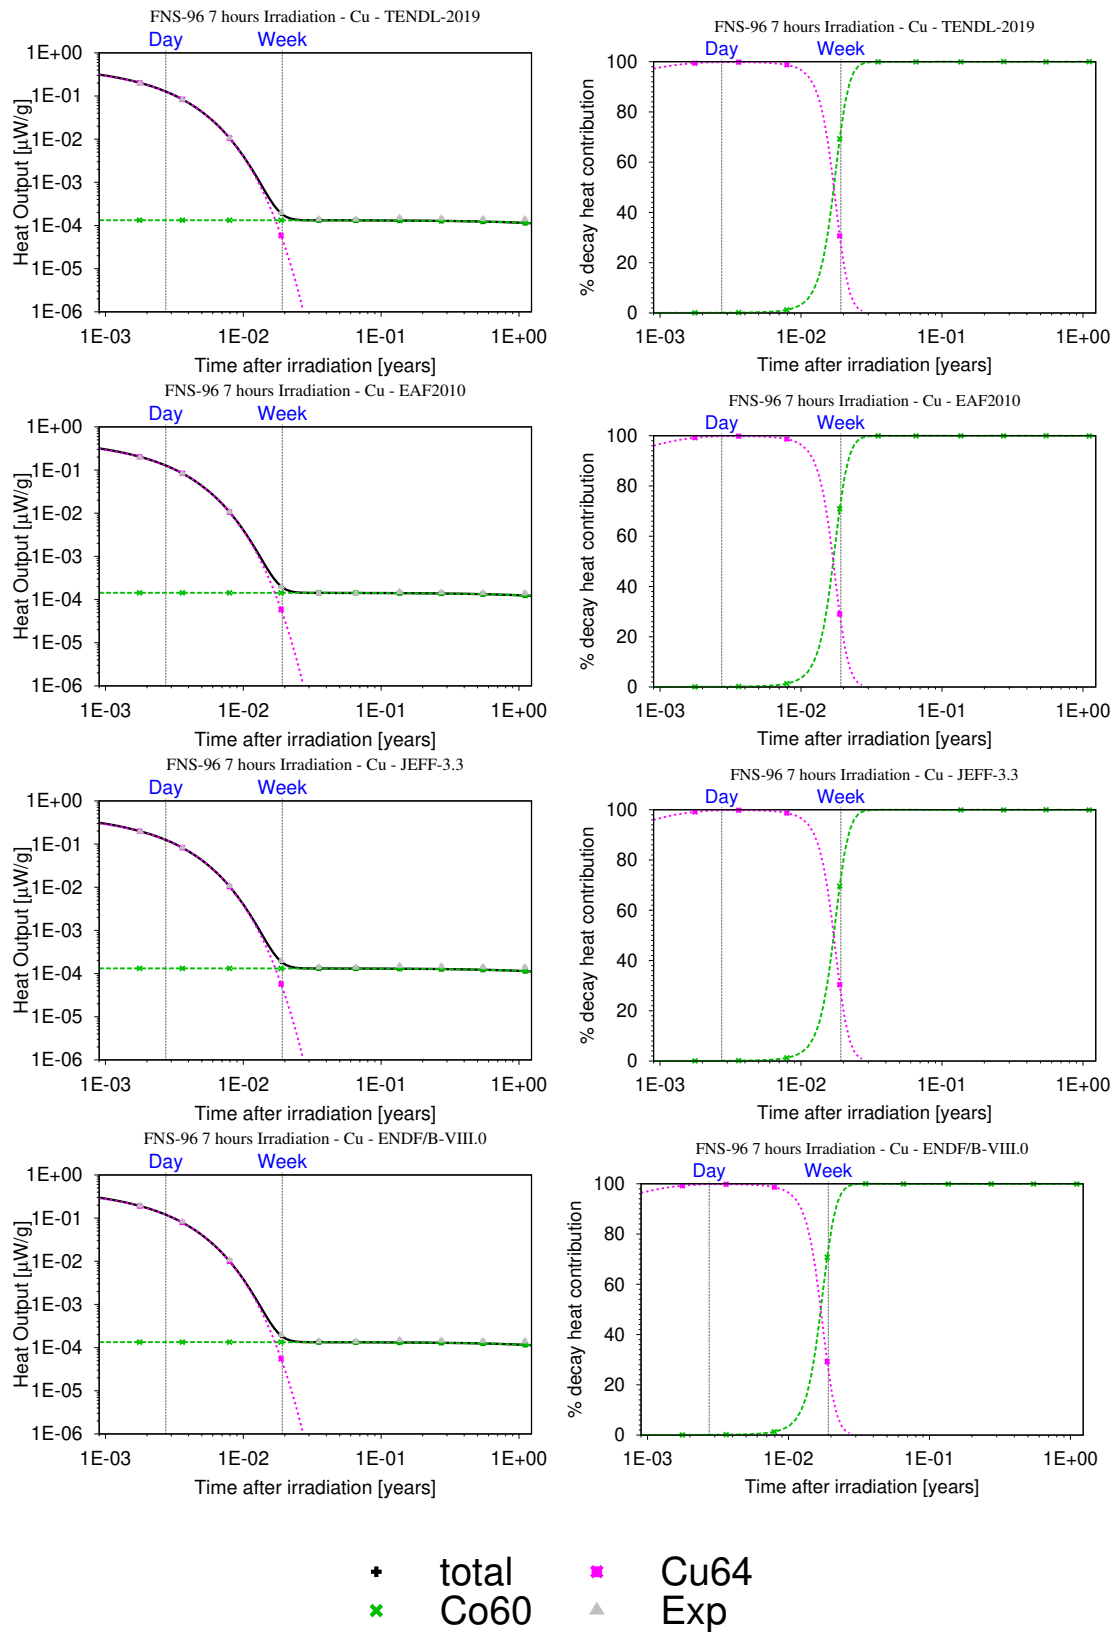 FNS-96 7 hours Irradiation - Cu - TENDL-2019
Day Week
1E+00
1E-01
1E-02
1E-03
1E-04
1E-05
1E-06
Heat Output [µW/g]
1E-03 1E-02 1E-01 1E+00
Time after irradiation [years]
FNS-96 7 hours Irradiation - Cu - TENDL-2019
Day Week
100
80
60
40
20
0
% decay heat contribution
1E-03 1E-02 1E-01 1E+00
Time after irradiation [years]
FNS-96 7 hours Irradiation - Cu - EAF2010
Day Week
1E+00
1E-01
1E-02
1E-03
1E-04
1E-05
1E-06
Heat Output [µW/g]
1E-03 1E-02 1E-01 1E+00
Time after irradiation [years]
FNS-96 7 hours Irradiation - Cu - EAF2010
Day Week
100
80
60
40
20
0
% decay heat contribution
1E-03 1E-02 1E-01 1E+00
Time after irradiation [years]
FNS-96 7 hours Irradiation - Cu - JEFF-3.3
Day Week
1E+00
1E-01
1E-02
1E-03
1E-04
1E-05
1E-06
Heat Output [µW/g]
1E-03 1E-02 1E-01 1E+00
Time after irradiation [years]
FNS-96 7 hours Irradiation - Cu - JEFF-3.3
Day Week
100
80
60
40
20
0
% decay heat contribution
1E-03 1E-02 1E-01 1E+00
Time after irradiation [years]
FNS-96 7 hours Irradiation - Cu - ENDF/B-VIII.0
Day Week
1E+00
1E-01
1E-02
1E-03
1E-04
1E-05
1E-06
Heat Output [µW/g]
1E-03 1E-02 1E-01 1E+00
Time after irradiation [years]
FNS-96 7 hours Irradiation - Cu - ENDF/B-VIII.0
Day Week
100
80
60
40
20
0
% decay heat contribution
1E-03 1E-02 1E-01 1E+00
Time after irradiation [years]
total Cu64
Co60 Exp